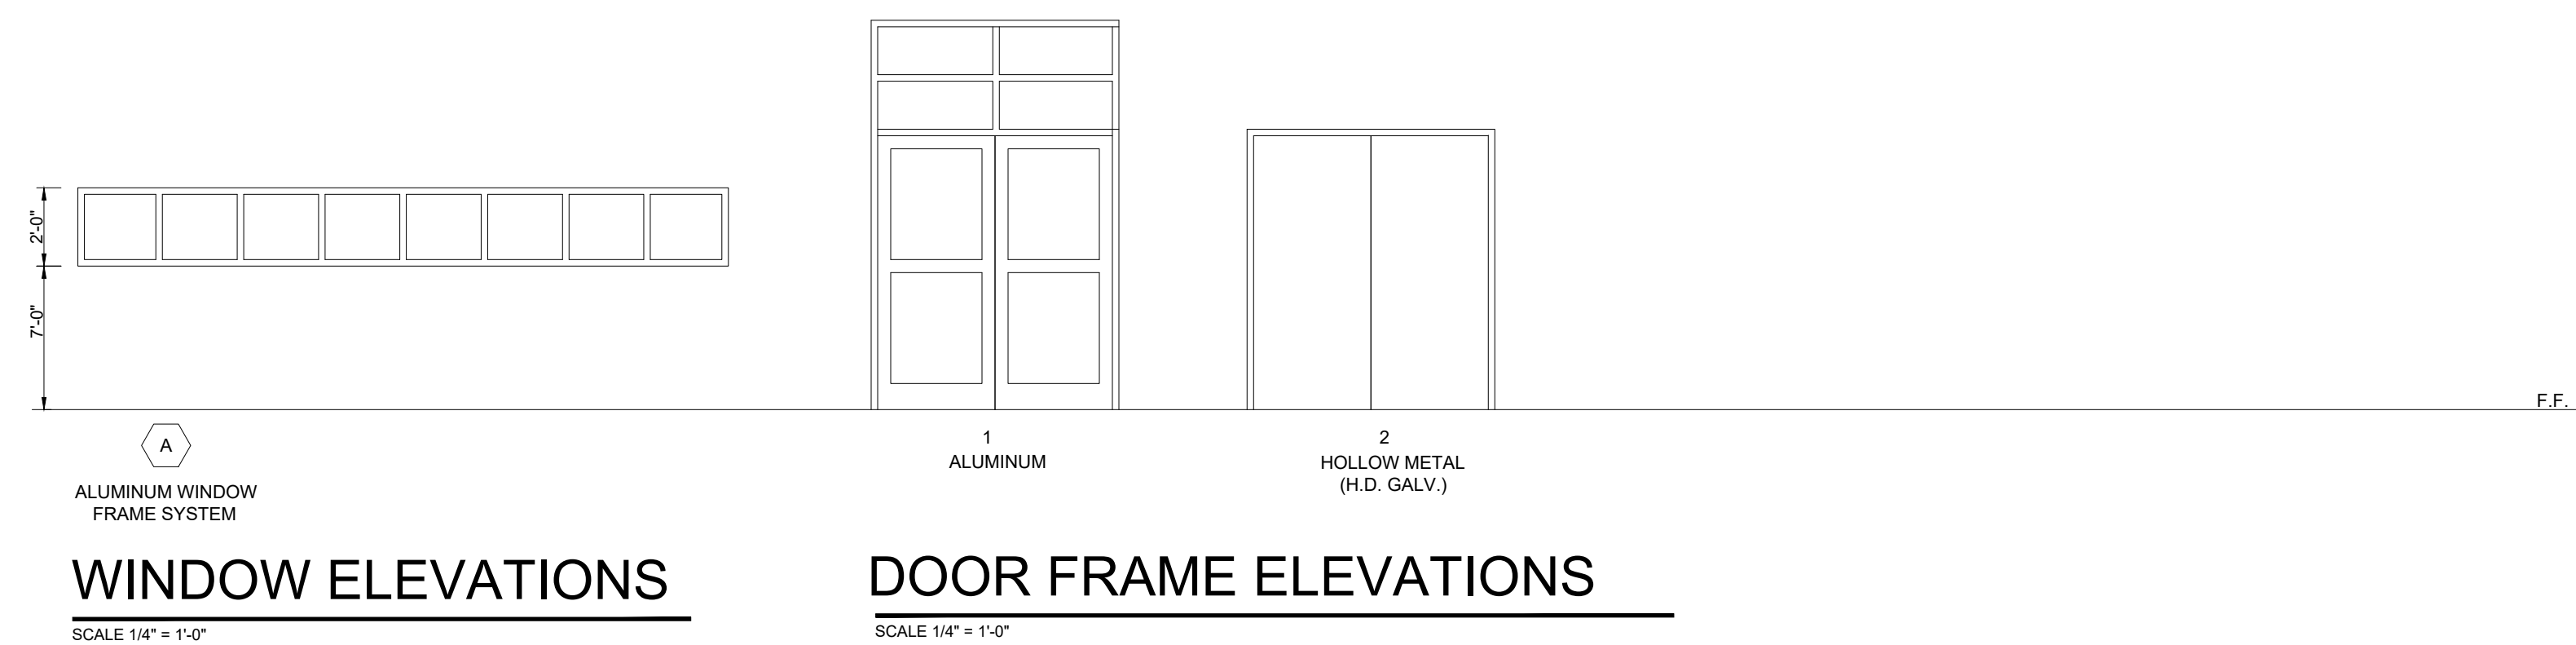 2'-0"
7'-0"
F.F.
A
ALUMINUM WINDOW
FRAME SYSTEM
1
ALUMINUM
2
HOLLOW METAL
(H.D. GALV.)
WINDOW ELEVATIONS
SCALE 1/4" = 1'-0"
DOOR FRAME ELEVATIONS
SCALE 1/4" = 1'-0"